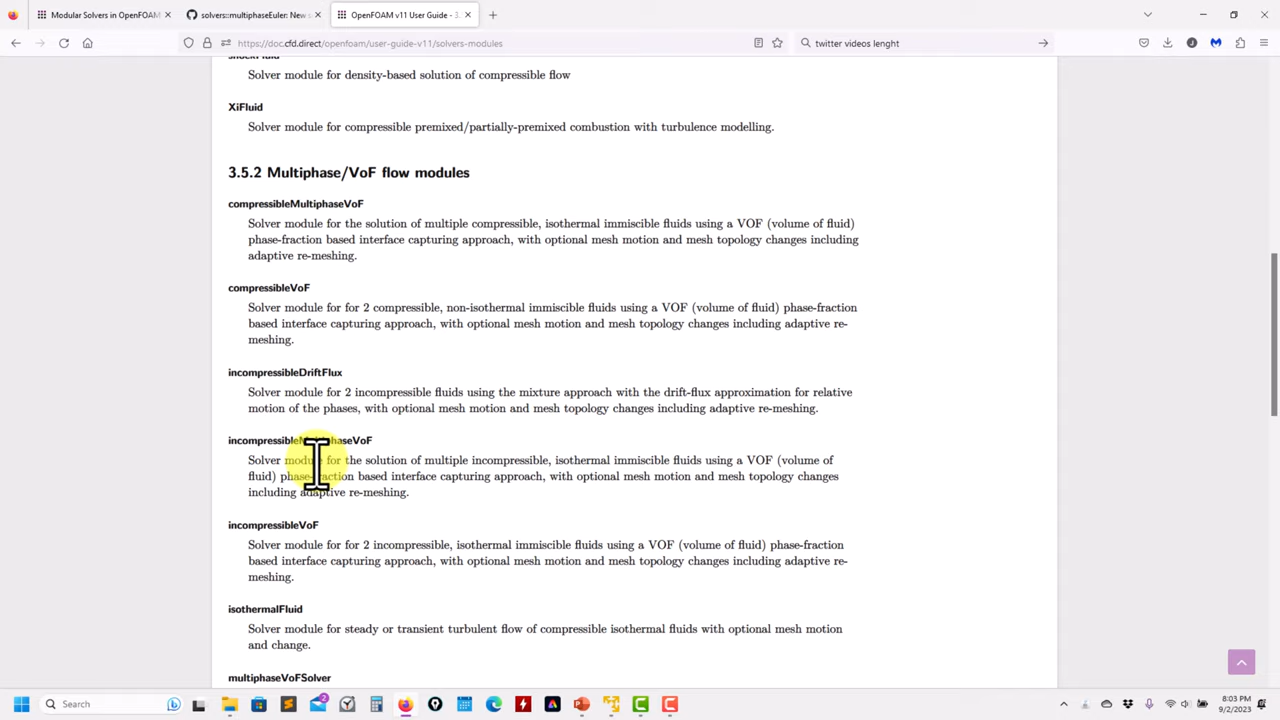 Modular Solvers in OpenFOAM
solvers::multiphaseEuler: New s
OpenFOAM v11 User Guide - 3.
https://doc.cfd.direct/openfoam/user-guide-v11/solvers-modules
twitter videos lenght
shockFluid
Solver module for density-based solution of compressible flow
XiFluid
Solver module for compressible premixed/partially-premixed combustion with turbulence modelling.
3.5.2 Multiphase/VoF flow modules
compressibleMultiphaseVoF
Solver module for the solution of multiple compressible, isothermal immiscible fluids using a VOF (volume of fluid)
phase-fraction based interface capturing approach, with optional mesh motion and mesh topology changes including
adaptive re-meshing.
compressibleVoF
Solver module for for 2 compressible, non-isothermal immiscible fluids using a VOF (volume of fluid) phase-fraction
based interface capturing approach, with optional mesh motion and mesh topology changes including adaptive re-
meshing.
incompressibleDriftFlux
Solver module for 2 incompressible fluids using the mixture approach with the drift-flux approximation for relative
motion of the phases, with optional mesh motion and mesh topology changes including adaptive re-meshing.
incompressibleMultiphaseVoF
Solver module for the solution of multiple incompressible, isothermal immiscible fluids using a VOF (volume of
fluid) phase-fraction based interface capturing approach, with optional mesh motion and mesh topology changes
including adaptive re-meshing.
incompressibleVoF
Solver module for for 2 incompressible, isothermal immiscible fluids using a VOF (volume of fluid) phase-fraction
based interface capturing approach, with optional mesh motion and mesh topology changes including adaptive re-
meshing.
isothermalFluid
Solver module for steady or transient turbulent flow of compressible isothermal fluids with optional mesh motion
and change.
multiphaseVoFSolver
Search
2
1:03 PM
9/2/2023